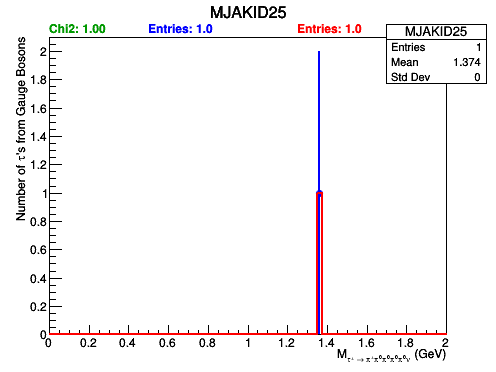 MJAKID25
Chi2: 1.00 Entries: 1.0 Entries: 1.0
MJAKID25
Entries 1
Mean 1.374
Std Dev 0
Number of τ's from Gauge Bosons
2
1.8
1.6
1.4
1.2
1
0.8
0.6
0.4
0.2
0
0 0.2 0.4 0.6 0.8 1 1.2 1.4 1.6 1.8 2
M (GeV)